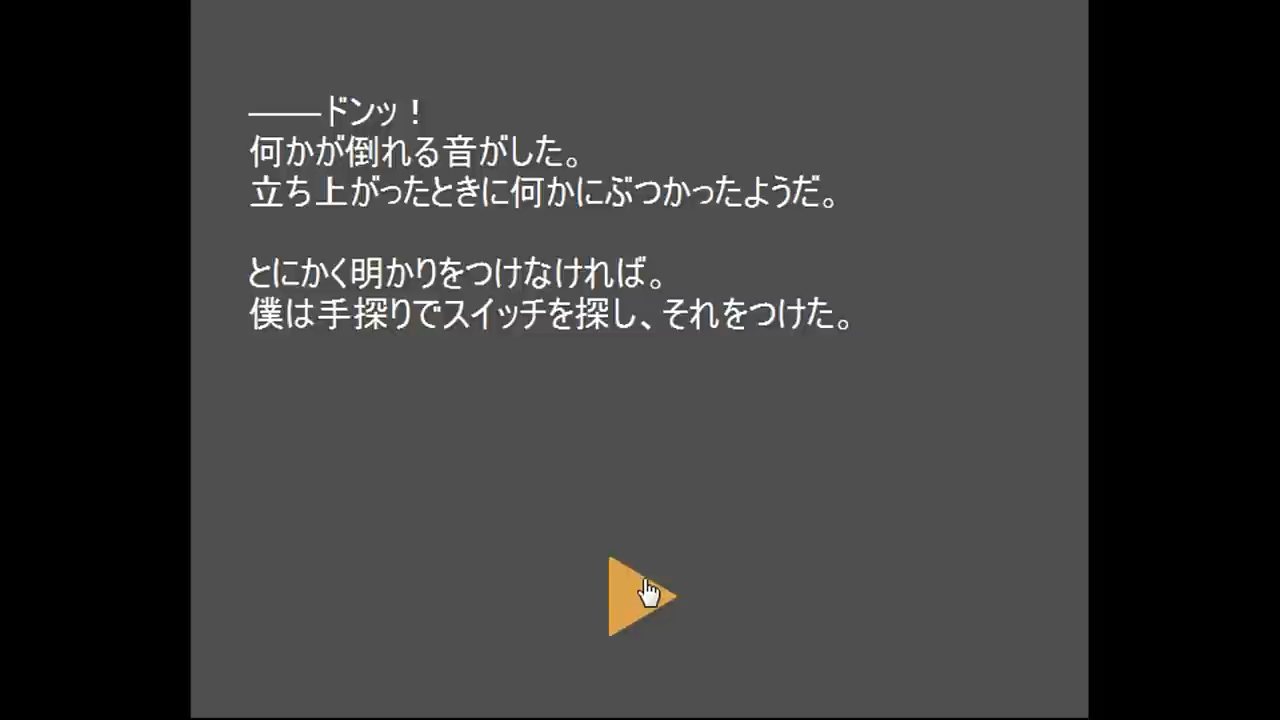 ―――ドンッ！
何かが倒れる音がした。
立ち上がったときに何かにぶつかったようだ。
とにかく明かりをつけなければ。
僕は手探りでスイッチを探し、それをつけた。